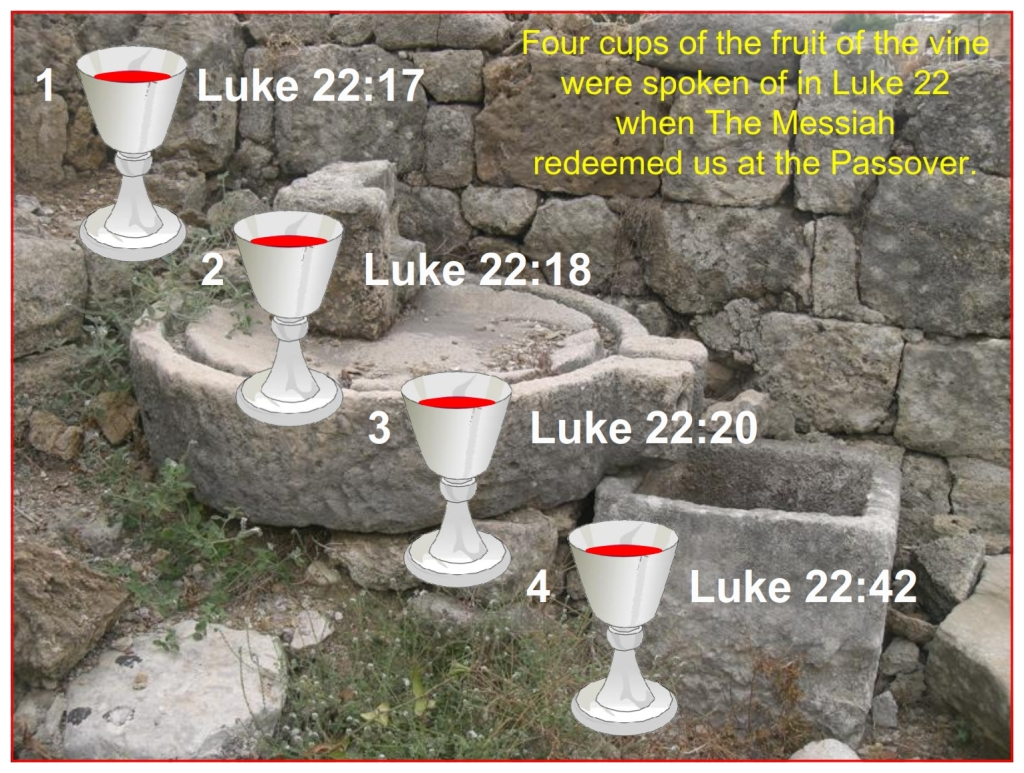 Four cups of the fruit of the vine
were spoken of in Luke 22
when The Messiah
redeemed us at the Passover.
1 Luke 22:17
2 Luke 22:18
3 Luke 22:20
4 Luke 22:42